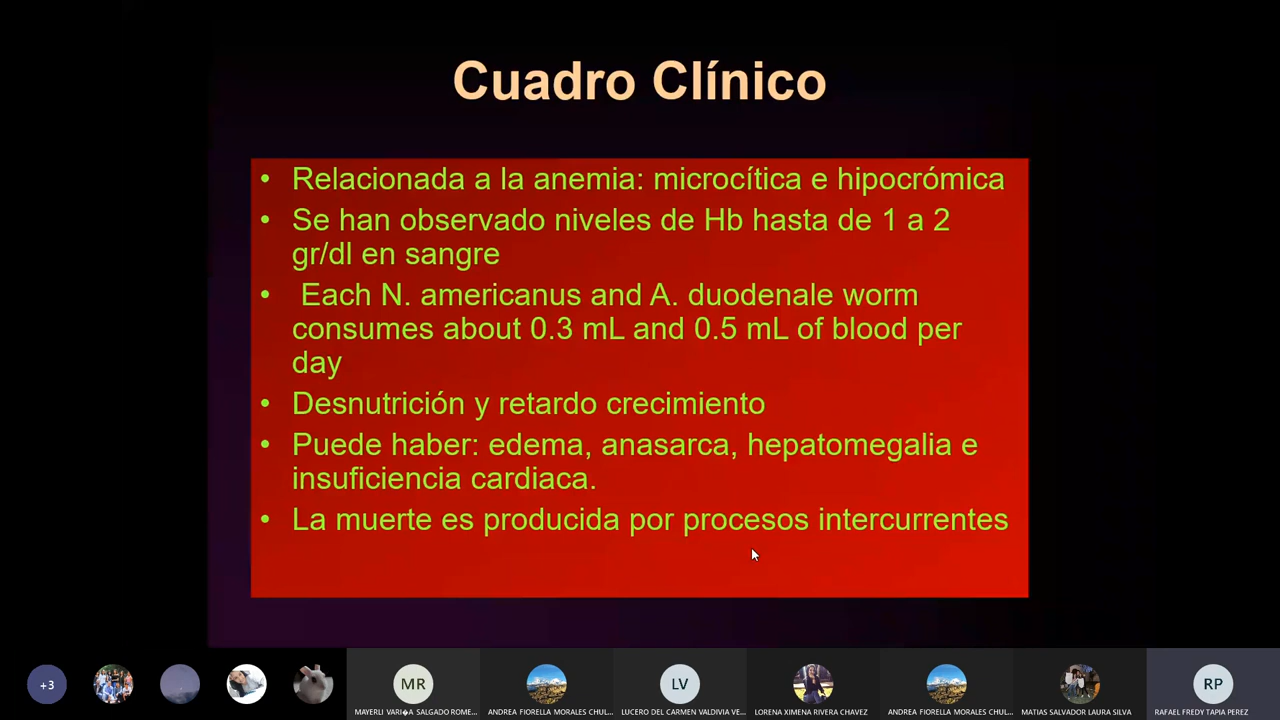 Cuadro Clínico
• Relacionada a la anemia: microcítica e hipocrómica
• Se han observado niveles de Hb hasta de 1 a 2
gr/dl en sangre
• Each N. americanus and A. duodenale worm
consumes about 0.3 mL and 0.5 mL of blood per
day
• Desnutrición y retardo crecimiento
• Puede haber: edema, anasarca, hepatomegalia e
insuficiencia cardiaca.
• La muerte es producida por procesos intercurrentes
+3
MR
LV
RP
MAYERLI VARI�A SALGADO ROME...
ANDREA FIORELLA MORALES CHUL...
LUCERO DEL CARMEN VALDIVIA VE...
LORENA XIMENA RIVERA CHAVEZ
ANDREA FIORELLA MORALES CHUL...
MATIAS SALVADOR LAURA SILVA
RAFAEL FREDY TAPIA PEREZ